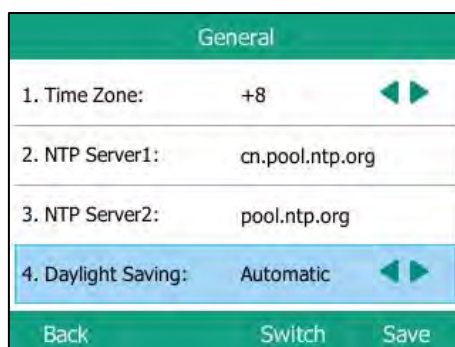 General
1. Time Zone: +8
2. NTP Server1: cn.pool.ntp.org
3. NTP Server2: pool.ntp.org
4. Daylight Saving: Automatic
Back Switch Save